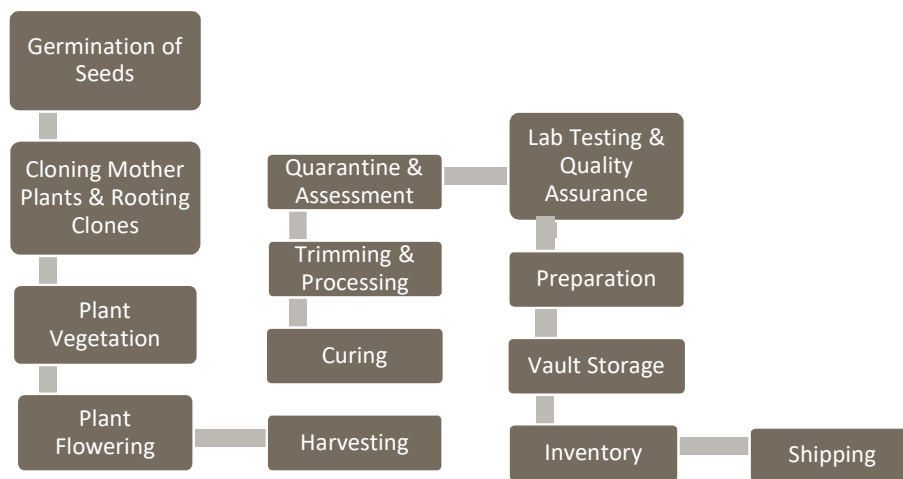 Germination of
Seeds
Cloning Mother
Plants & Rooting
Clones
Plant
Vegetation
Plant
Flowering
Harvesting
Curing
Trimming &
Processing
Quarantine &
Assessment
Lab Testing &
Quality
Assurance
Preparation
Vault Storage
Inventory
Shipping